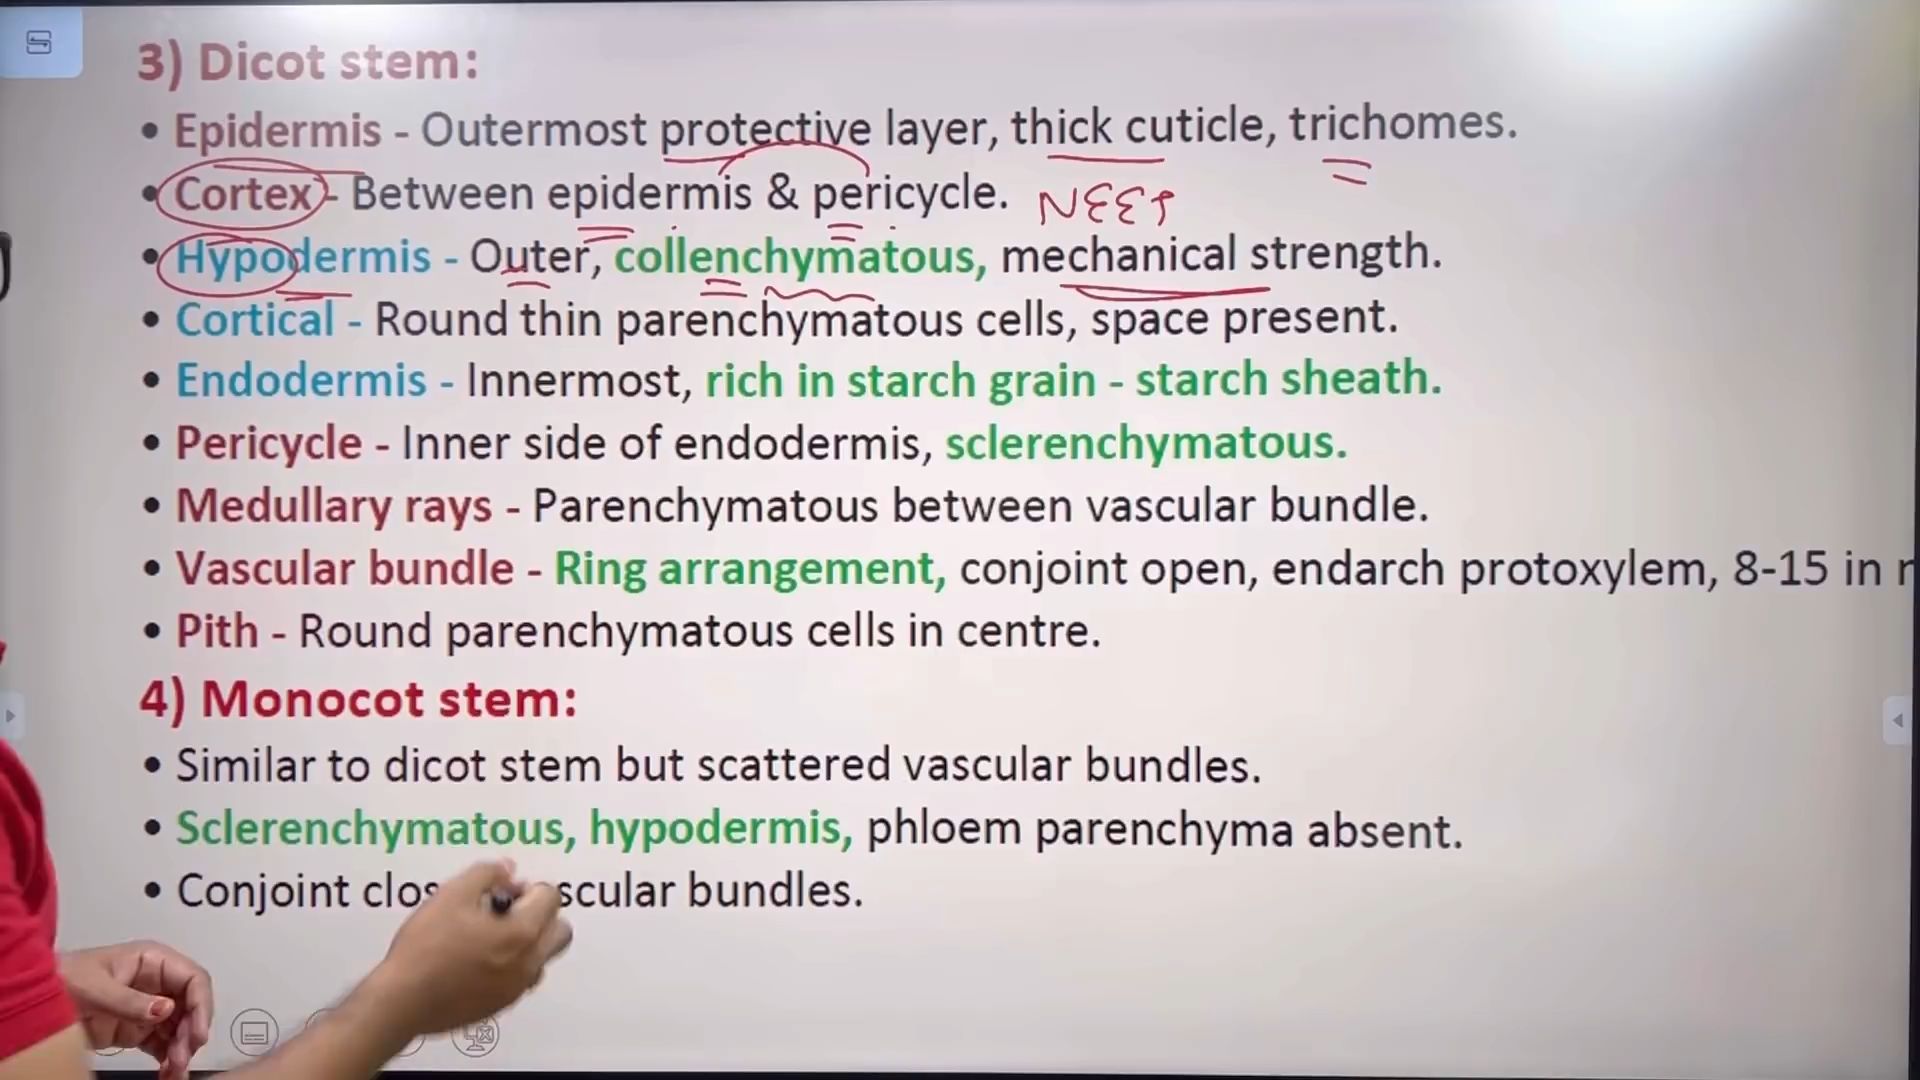 3) Dicot stem:
• Epidermis - Outermost protective layer, thick cuticle, trichomes.
• Cortex - Between epidermis & pericycle. NEET
• Hypodermis - Outer, collenchymatous, mechanical strength.
• Cortical - Round thin parenchymatous cells, space present.
• Endodermis - Innermost, rich in starch grain - starch sheath.
• Pericycle - Inner side of endodermis, sclerenchymatous.
• Medullary rays - Parenchymatous between vascular bundle.
• Vascular bundle - Ring arrangement, conjoint open, endarch protoxylem, 8-15 in
• Pith - Round parenchymatous cells in centre.
4) Monocot stem:
• Similar to dicot stem but scattered vascular bundles.
• Sclerenchymatous, hypodermis, phloem parenchyma absent.
• Conjoint bundles.